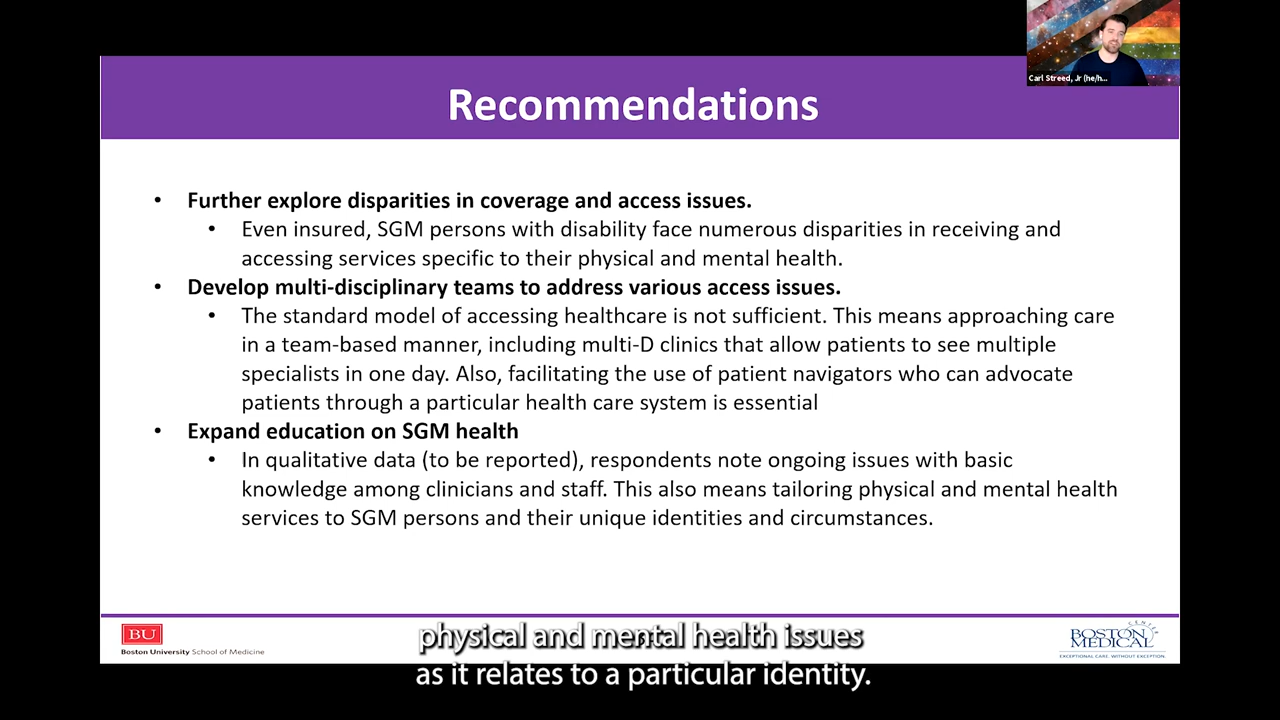 Carl Streed, Jr (he/h...
Recommendations
• Further explore disparities in coverage and access issues.
• Even insured, SGM persons with disability face numerous disparities in receiving and
accessing services specific to their physical and mental health.
• Develop multi-disciplinary teams to address various access issues.
• The standard model of accessing healthcare is not sufficient. This means approaching care
in a team-based manner, including multi-D clinics that allow patients to see multiple
specialists in one day. Also, facilitating the use of patient navigators who can advocate
patients through a particular health care system is essential
• Expand education on SGM health
• In qualitative data (to be reported), respondents note ongoing issues with basic
knowledge among clinicians and staff. This also means tailoring physical and mental health
services to SGM persons and their unique identities and circumstances.
BU
Boston University School of Medicine
BOSTON
MEDICAL
CENTER
EXCEPTIONAL CARE. WITHOUT EXCEPTION.
physical and mental health issues
as it relates to a particular identity.